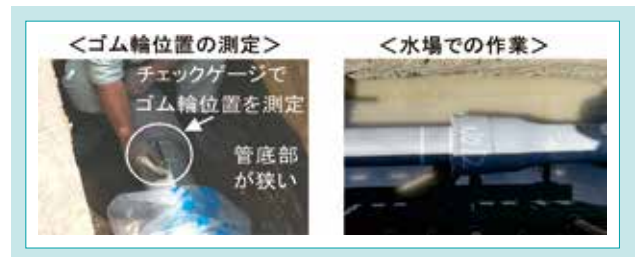 <ゴム輪位置の測定>
チェックゲージで
ゴム輪位置を測定
管底部
が狭い
<水場での作業>